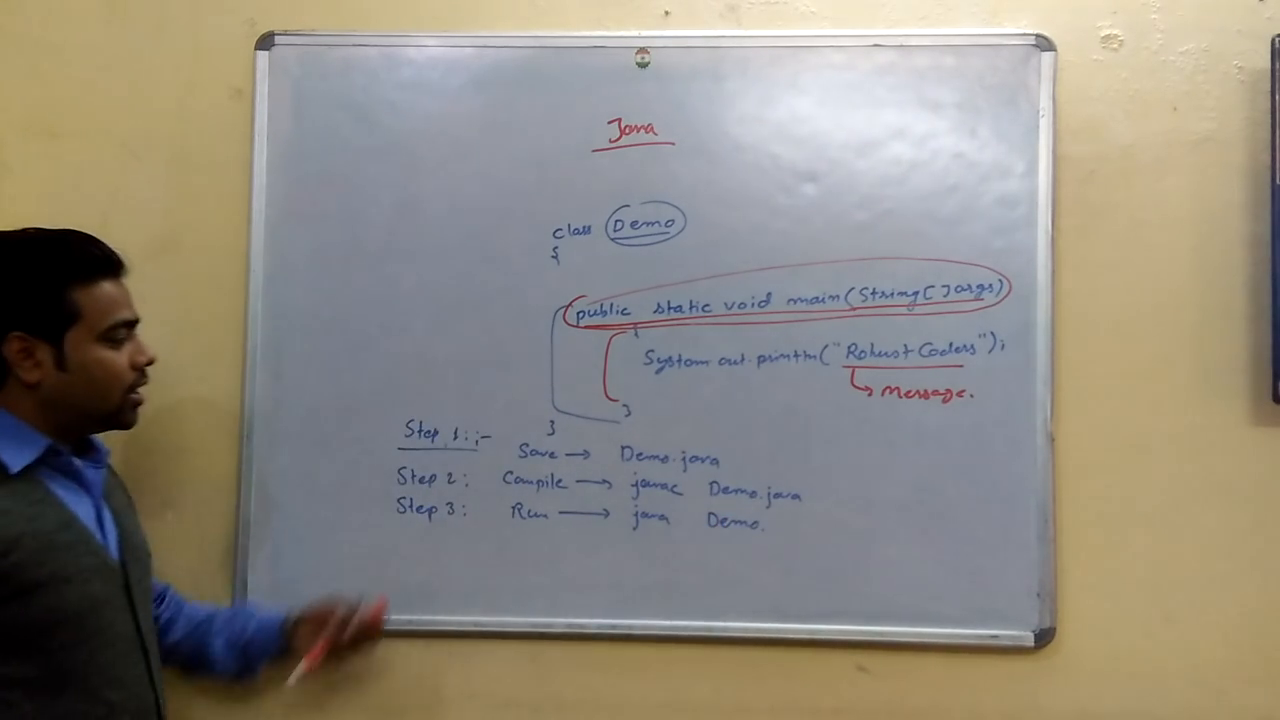 Java
class Demo
{
public static void main(String[] args)
{
System.out.println("Robust Coders");
→ Message.
}
}
Step 1:;-
Save → Demo.java
Step 2: Compile → javac Demo.java
Step 3: Run → java Demo.